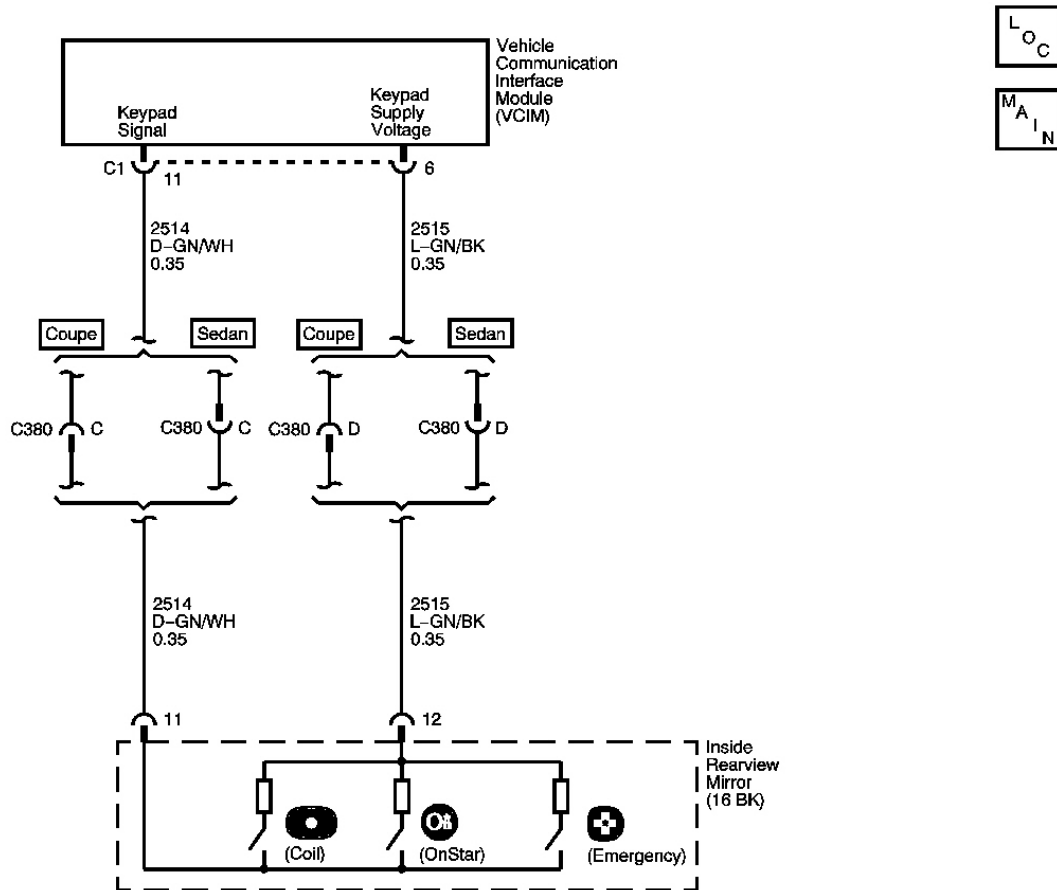 LOC
MAIN
Vehicle
Communication
Interface
Module
(VCIM)
Keypad
Signal
Keypad
Supply
Voltage
C1
11
6
2514
D-GN/WH
0.35
2515
L-GN/BK
0.35
Coupe
Sedan
Coupe
Sedan
C380 C
C380 C
C380 D
C380 D
2514
D-GN/WH
0.35
2515
L-GN/BK
0.35
11
12
Inside
Rearview
Mirror
(16 BK)
(Coil)
(OnStar)
(Emergency)